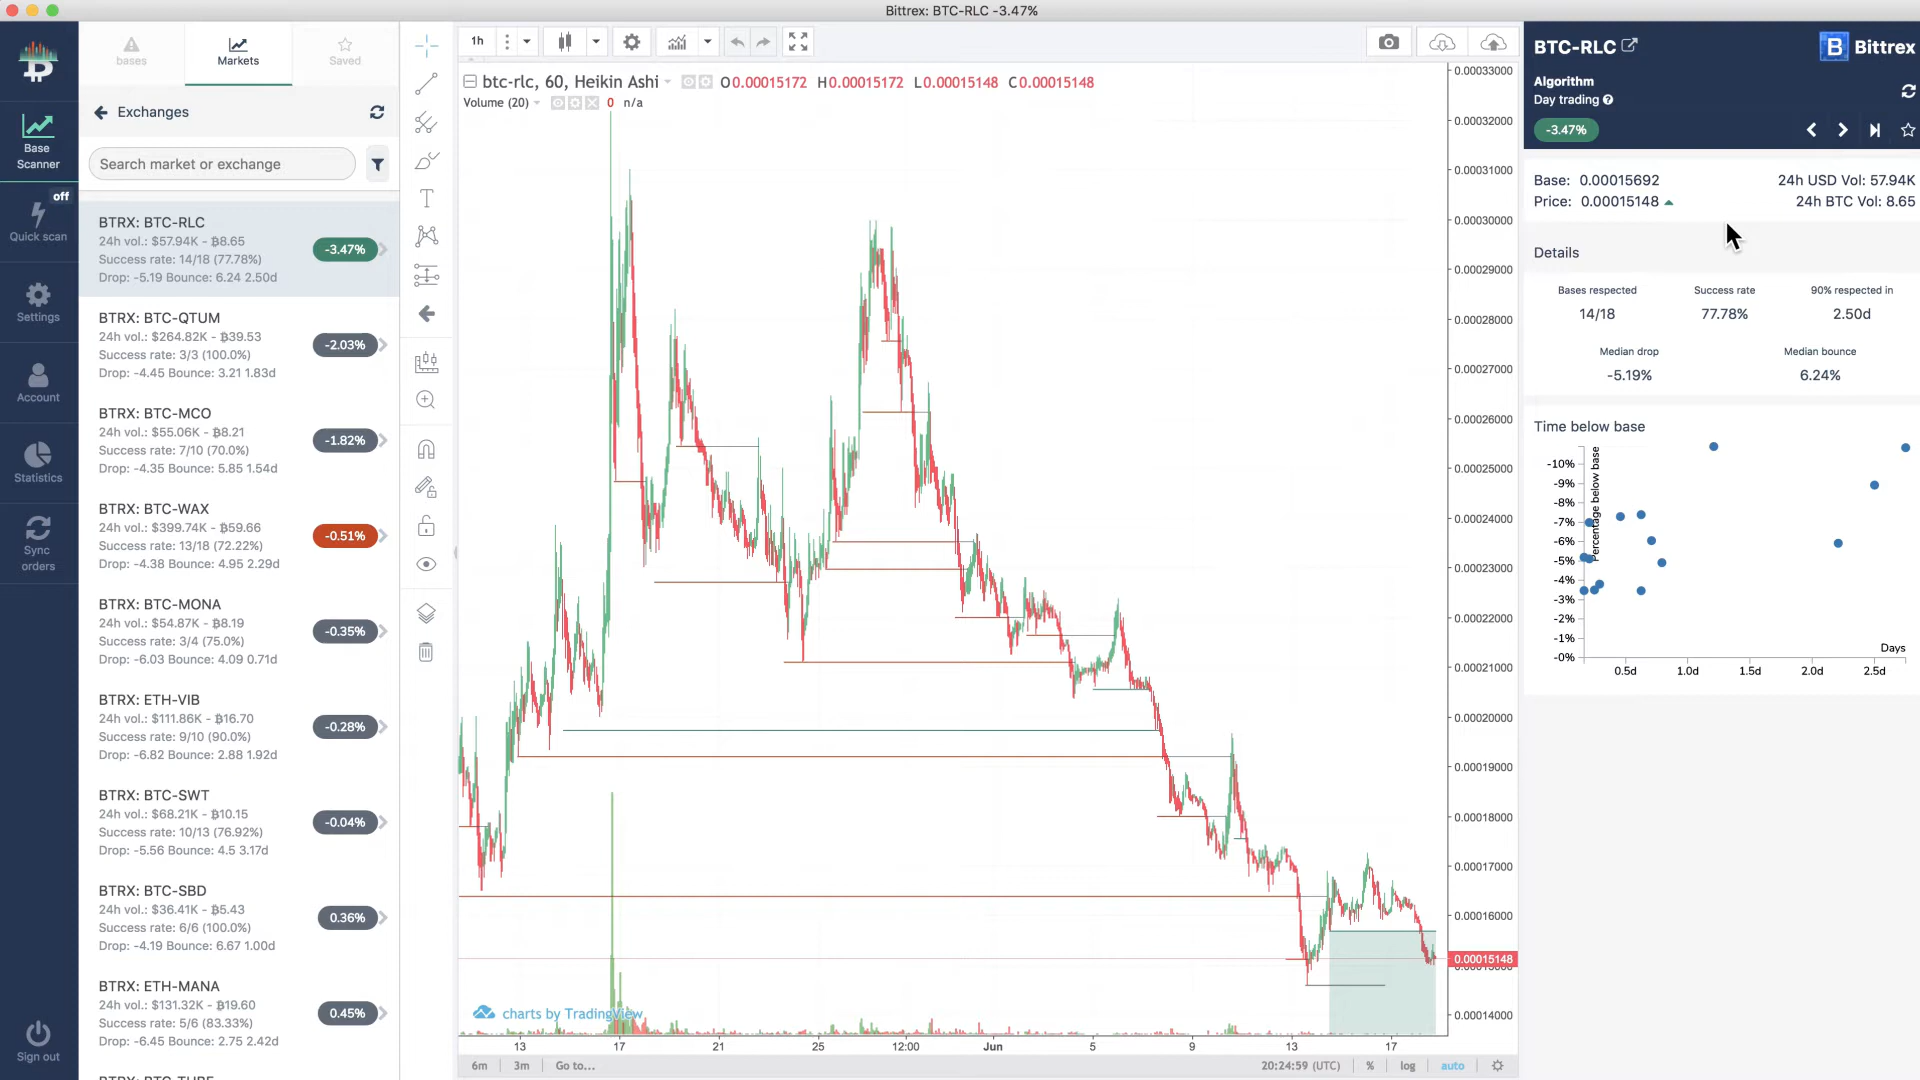 Bittrex: BTC-RLC -3.47%
Base
Scanner
off
Quick scan
Settings
Account
Statistics
Sync
orders
Sign out
bases
Markets
Saved
Exchanges
Search market or exchange
BTRX: BTC-RLC
24h vol.: $57.94K - ₿8.65
Success rate: 14/18 (77.78%)
Drop: -5.19 Bounce: 6.24 2.50d
-3.47%
BTRX: BTC-QTUM
24h vol.: $264.82K - ₿39.53
Success rate: 3/3 (100.0%)
Drop: -4.45 Bounce: 3.21 1.83d
-2.03%
BTRX: BTC-MCO
24h vol.: $55.06K - ₿8.21
Success rate: 7/10 (70.0%)
Drop: -4.35 Bounce: 5.85 1.54d
-1.82%
BTRX: BTC-WAX
24h vol.: $399.74K - ₿59.66
Success rate: 13/18 (72.22%)
Drop: -4.38 Bounce: 4.95 2.29d
-0.51%
BTRX: BTC-MONA
24h vol.: $54.87K - ₿8.19
Success rate: 3/4 (75.0%)
Drop: -6.03 Bounce: 4.09 0.71d
-0.35%
BTRX: ETH-VIB
24h vol.: $111.86K - ₿16.70
Success rate: 9/10 (90.0%)
Drop: -6.82 Bounce: 2.88 1.92d
-0.28%
BTRX: BTC-SWT
24h vol.: $68.21K - ₿10.15
Success rate: 10/13 (76.92%)
Drop: -5.56 Bounce: 4.5 3.17d
-0.04%
BTRX: BTC-SBD
24h vol.: $36.41K - ₿5.43
Success rate: 6/6 (100.0%)
Drop: -4.19 Bounce: 6.67 1.00d
0.36%
BTRX: ETH-MANA
24h vol.: $131.32K - ₿19.60
Success rate: 5/6 (83.33%)
Drop: -6.45 Bounce: 2.75 2.42d
0.45%
1h
btc-rlc, 60, Heikin Ashi O0.00015172 H0.00015172 L0.00015148 C0.00015148
Volume (20) 0 n/a
0.00033000
0.00032000
0.00031000
0.00030000
0.00029000
0.00028000
0.00027000
0.00026000
0.00025000
0.00024000
0.00023000
0.00022000
0.00021000
0.00020000
0.00019000
0.00018000
0.00017000
0.00016000
0.00015148
0.00014000
charts by TradingView
13 17 21 25 12:00 Jun 5 9 13 17
6m 3m Go to... 20:24:59 (UTC) % log auto
BTC-RLC
B Bittrex
Algorithm
Day trading
-3.47%
Base: 0.00015692 24h USD Vol: 57.94K
Price: 0.00015148 24h BTC Vol: 8.65
Details
Bases respected Success rate 90% respected in
14/18 77.78% 2.50d
Median drop Median bounce
-5.19% 6.24%
Time below base
-10%
-9%
-8%
-7%
-6%
-5%
-4%
-3%
-2%
-1%
-0%
Percentage below base
Days
0.5d 1.0d 1.5d 2.0d 2.5d